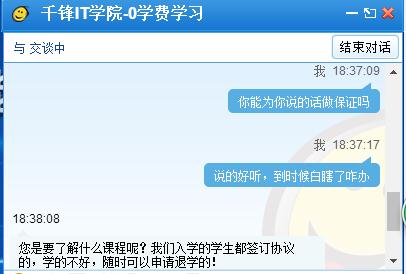 千锋IT学院-0学费学习
与 交谈中
结束对话
我 18:37:09
你能为你说的话做保证吗
我 18:37:17
说的好听，到时候白瞎了咋办
18:38:08
您是要了解什么课程呢？我们入学的学生都签订协议
的，学的不好，随时可以申请退学的！